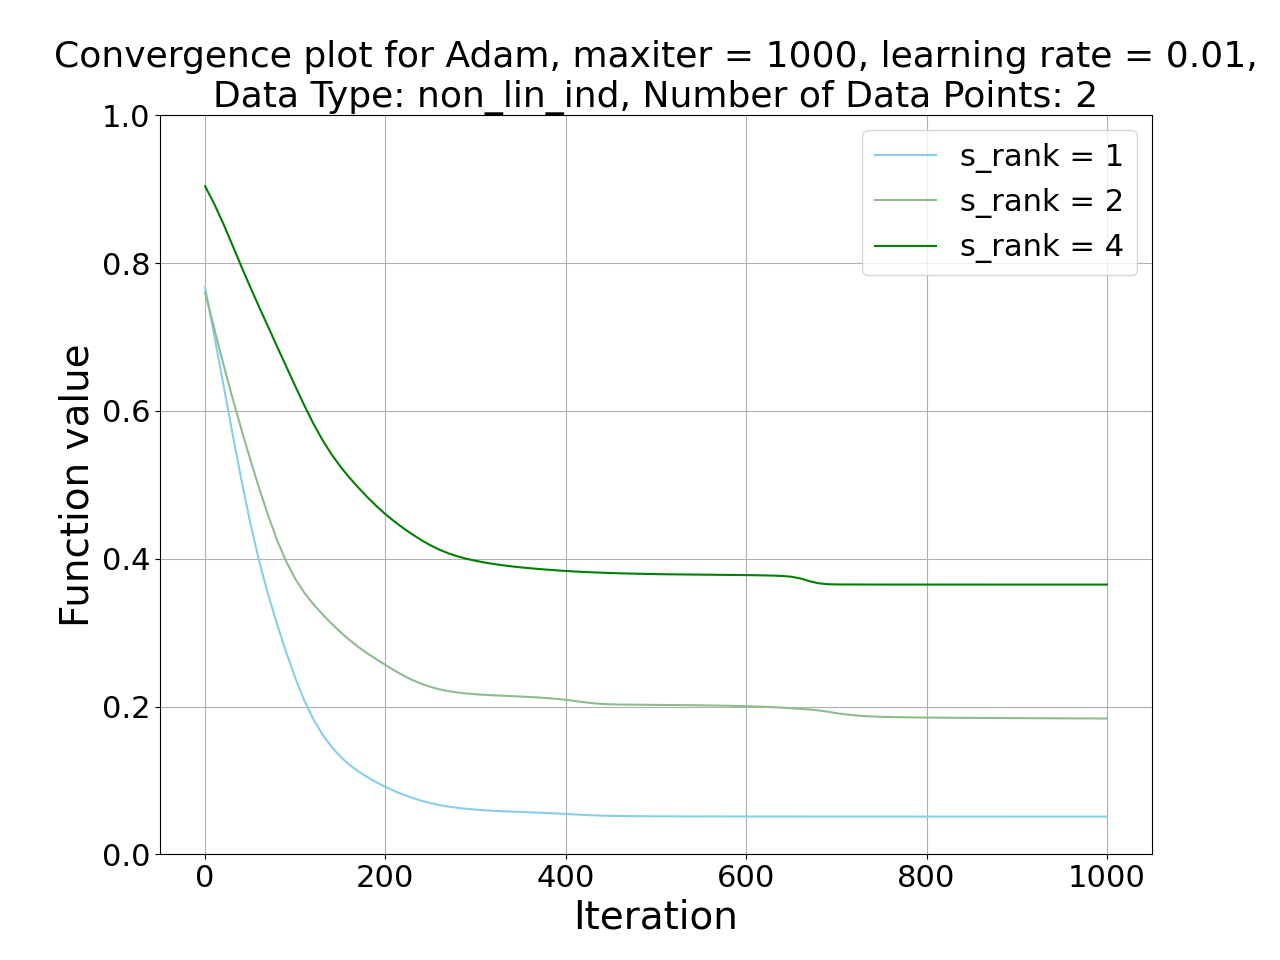 Convergence plot for Adam, maxiter = 1000, learning rate = 0.01,
Data Type: non_lin_ind, Number of Data Points: 2
1.0
0.8
0.6
0.4
0.2
0.0
Function value
s_rank = 1
s_rank = 2
s_rank = 4
0
200
400
600
800
1000
Iteration